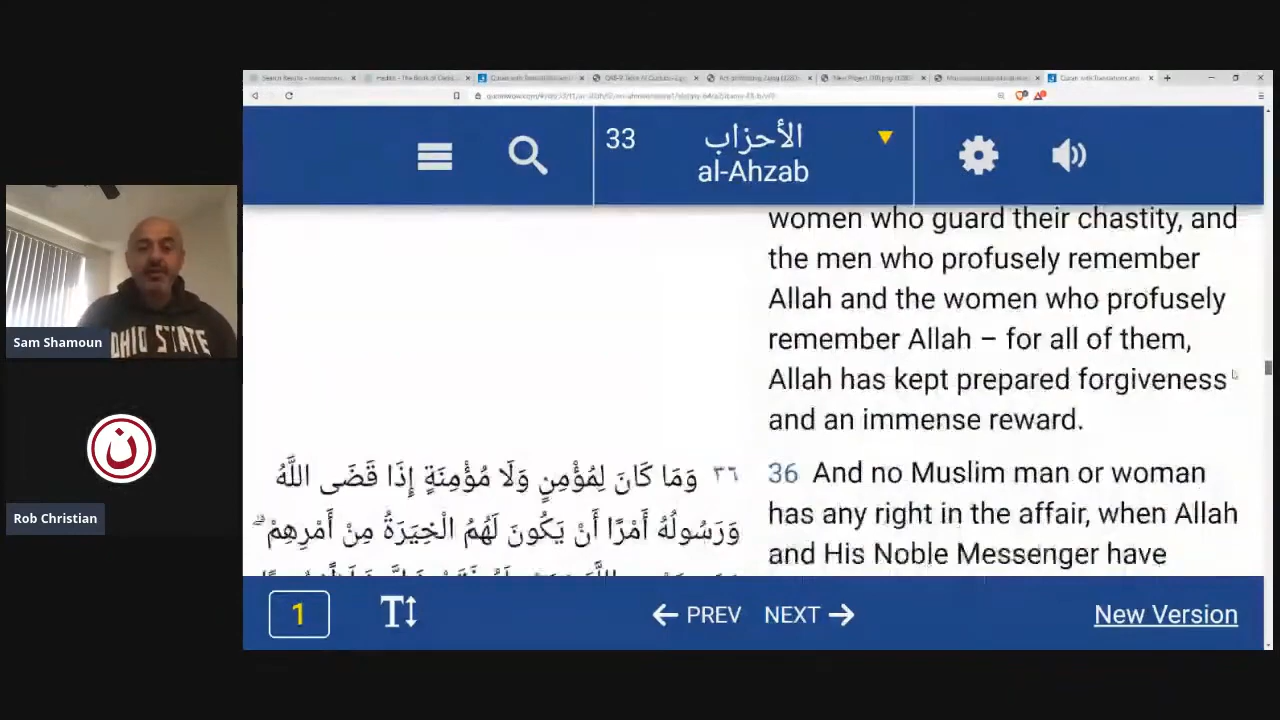 33
الأحزاب
al-Ahzab
women who guard their chastity, and
the men who profusely remember
Allah and the women who profusely
remember Allah – for all of them,
Allah has kept prepared forgiveness
and an immense reward.
٣٦ وَمَا كَانَ لِمُؤْمِنٍ وَلَا مُؤْمِنَةٍ إِذَا قَضَى اللَّهُ
وَرَسُولُهُ أَمْرًا أَنْ يَكُونَ لَهُمُ الْخِيَرَةُ مِنْ أَمْرِهِمْ ۗ
36 And no Muslim man or woman
has any right in the affair, when Allah
and His Noble Messenger have
1
T
PREV
NEXT
New Version
OHIO STATE
Sam Shamoun
ن
Rob Christian